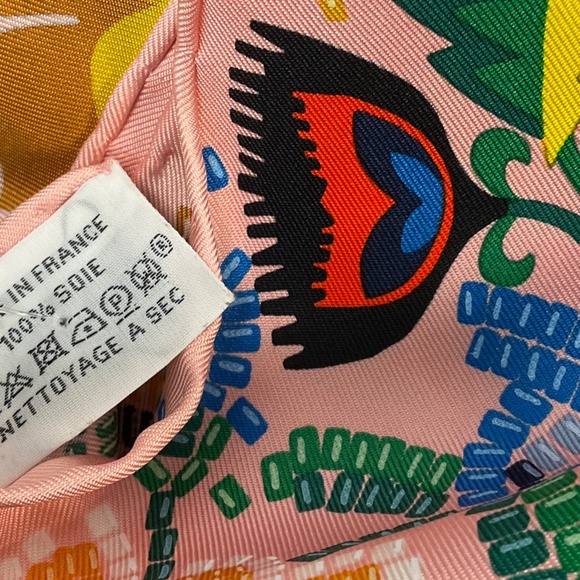 IN FRANCE
100% SOIE
P ®
NETTOYAGE A SEC